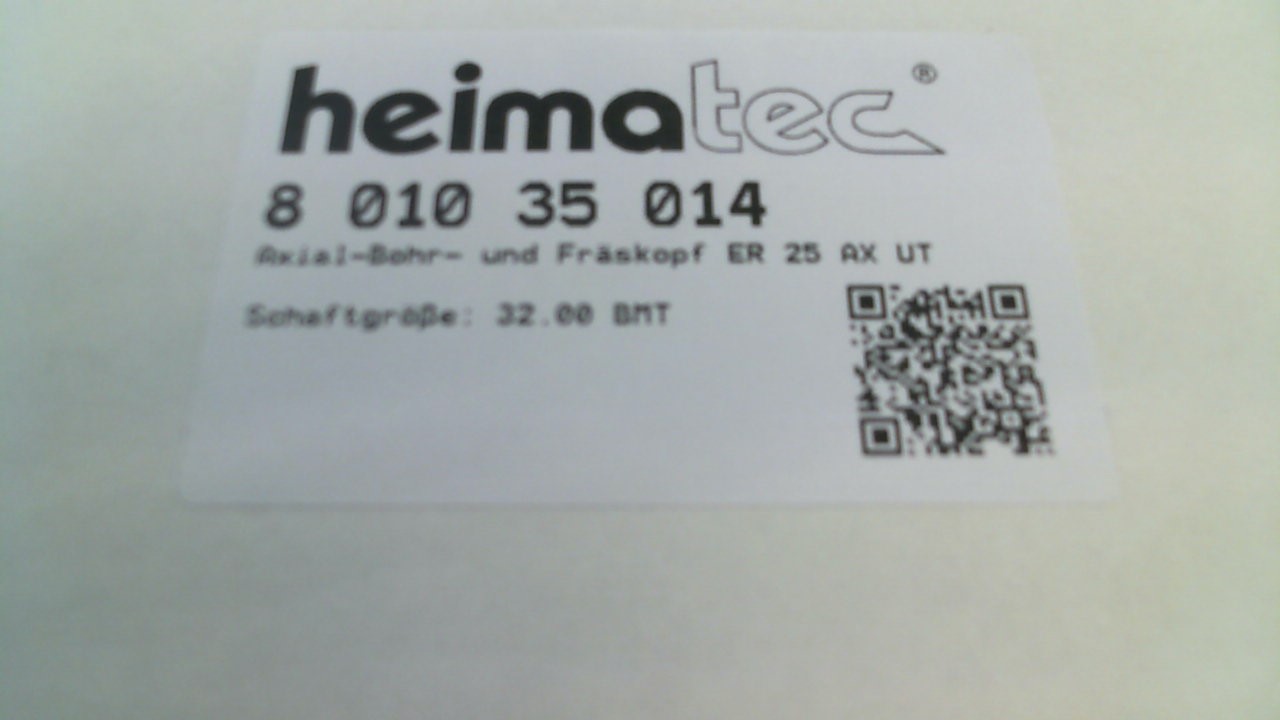 heimatec®
8 010 35 014
Axial-Bohr- und Fräskopf ER 25 AX UT
Schaftgröße: 32.00 BMT